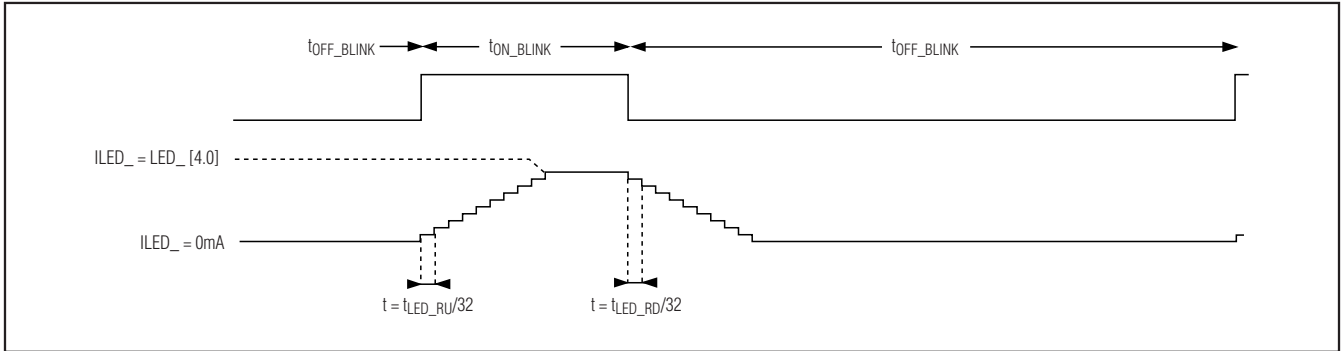 tOFF_BLINK tON_BLINK tOFF_BLINK
ILED_ = LED_ [4.0]
ILED_ = 0mA
t = tLED_RU/32 t = tLED_RD/32